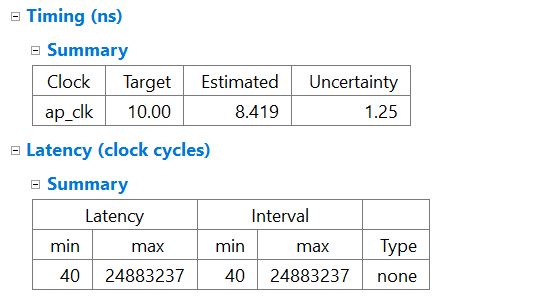 Timing (ns)
Summary
Clock Target Estimated Uncertainty
ap_clk 10.00 8.419 1.25
Latency (clock cycles)
Summary
Latency Interval
min max min max Type
40 24883237 40 24883237 none